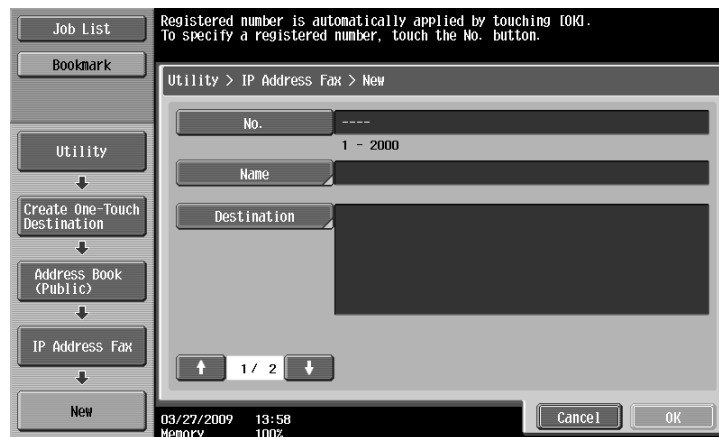 Job List
Bookmark
Registered number is automatically applied by touching [OK].
To specify a registered number, touch the No. button.
Utility > IP Address Fax > New
No.
----
1 - 2000
Name
Destination
1/ 2
Utility
Create One-Touch
Destination
Address Book
(Public)
IP Address Fax
New
03/27/2009 13:58
Memory 100%
Cancel
OK